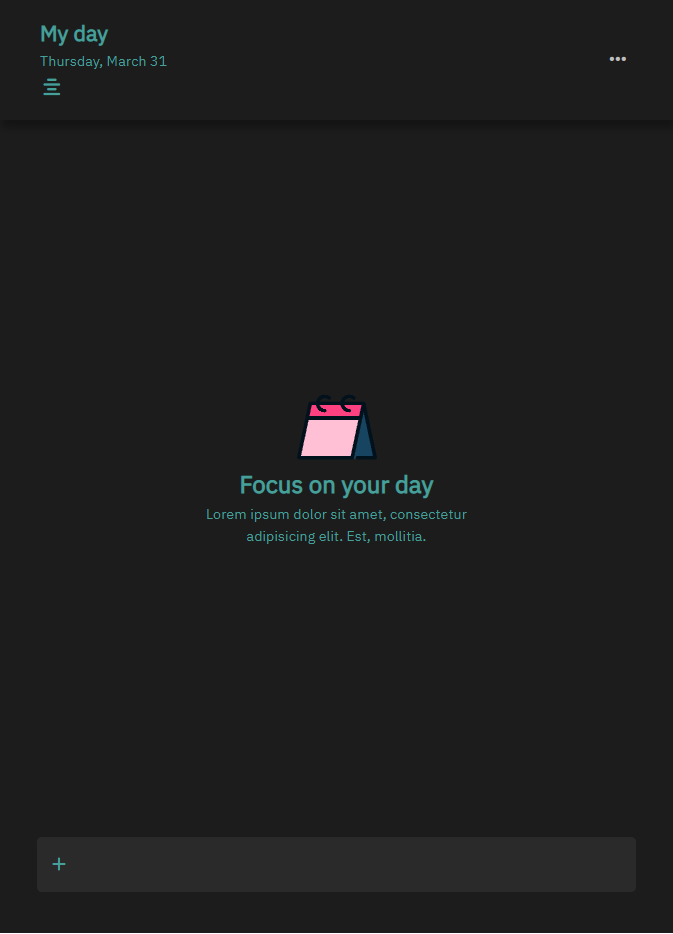 My day
Thursday, March 31
Focus on your day
Lorem ipsum dolor sit amet, consectetur
adipisicing elit. Est, mollitia.